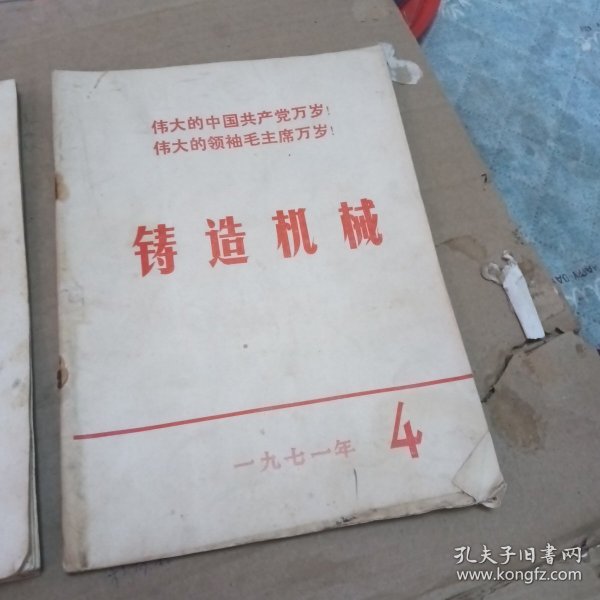 伟大的中国共产党万岁!
伟大的领袖毛主席万岁!
铸造机械
一九七一年 4
孔夫子旧书网
www.kongfz.com